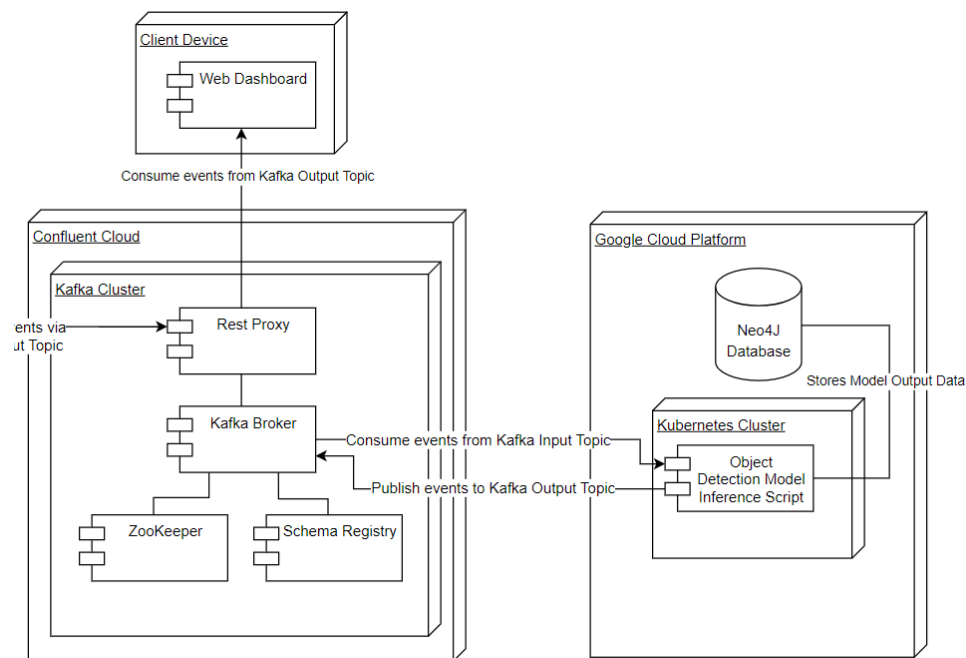 Client Device
Web Dashboard
Consume events from Kafka Output Topic
Confluent Cloud
Kafka Cluster
Rest Proxy
via
Topic
Kafka Broker
ZooKeeper
Schema Registry
Consume events from Kafka Input Topic
Publish events to Kafka Output Topic
Google Cloud Platform
Neo4J
Database
Stores Model Output Data
Kubernetes Cluster
Object
Detection Model
Inference Script